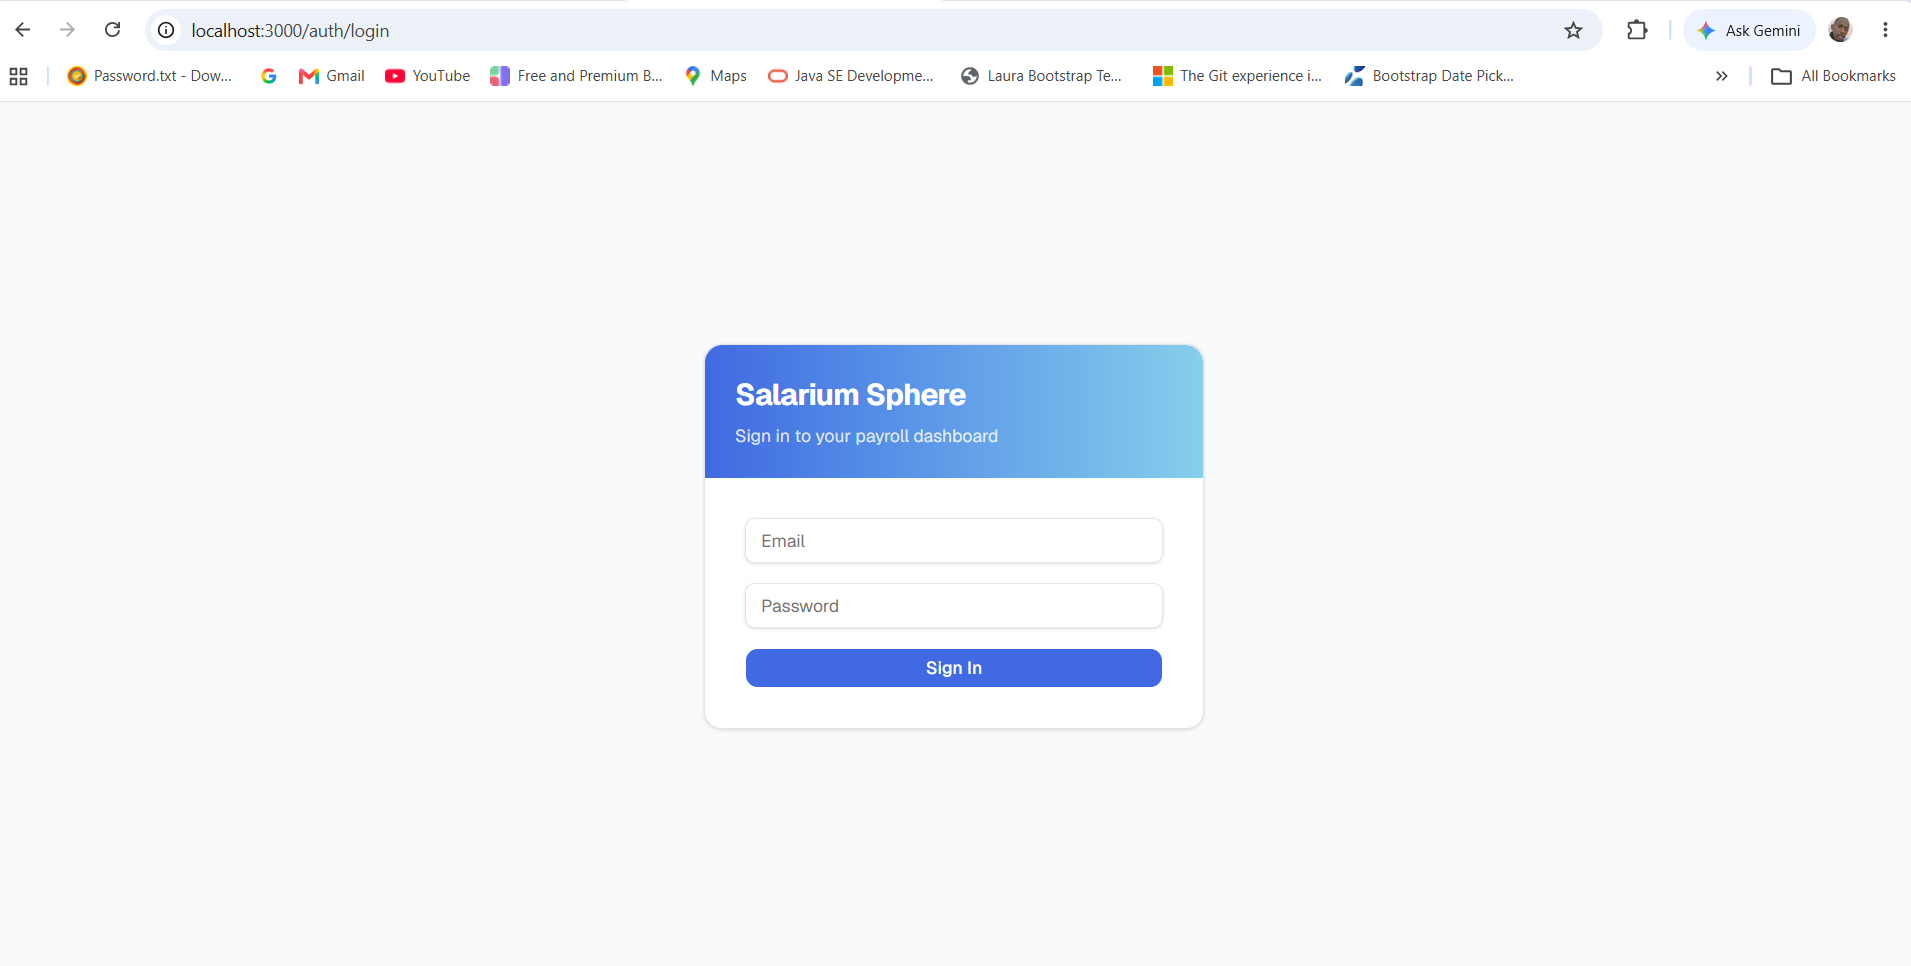 localhost:3000/auth/login
Ask Gemini
Password.txt - Dow...
Gmail
YouTube
Free and Premium B...
Maps
Java SE Developme...
Laura Bootstrap Te...
The Git experience i...
Bootstrap Date Pick...
All Bookmarks
Salarium Sphere
Sign in to your payroll dashboard
Email
Password
Sign In